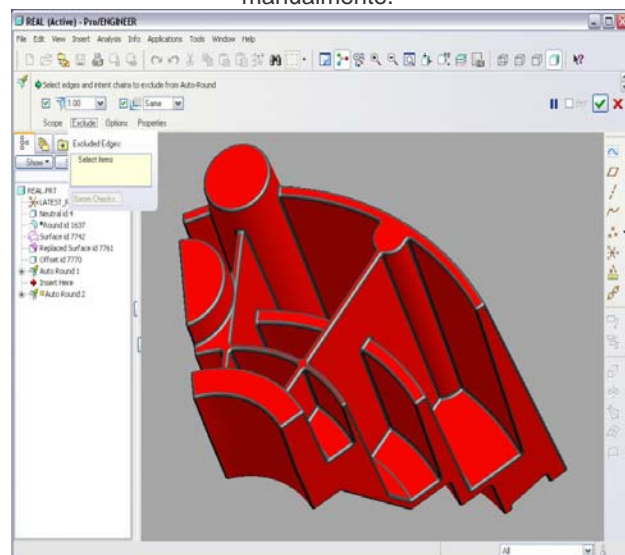 manualmente.
REAL (Active) - Pro/ENGINEER
File Edit View Insert Analysis Info Applications Tools Window Help
Select edges and intent chains to exclude from Auto-Round
1.00 Same
Scope Exclude Options Properties
Excluded Edges
Show
Select items
Geom Checks...
REAL.PRT
Neutral id 4
Round id 1637
Surface id 7742
Replaced Surface id 7761
Offset id 7770
Auto Round 1
Insert Here
Auto Round 2
All